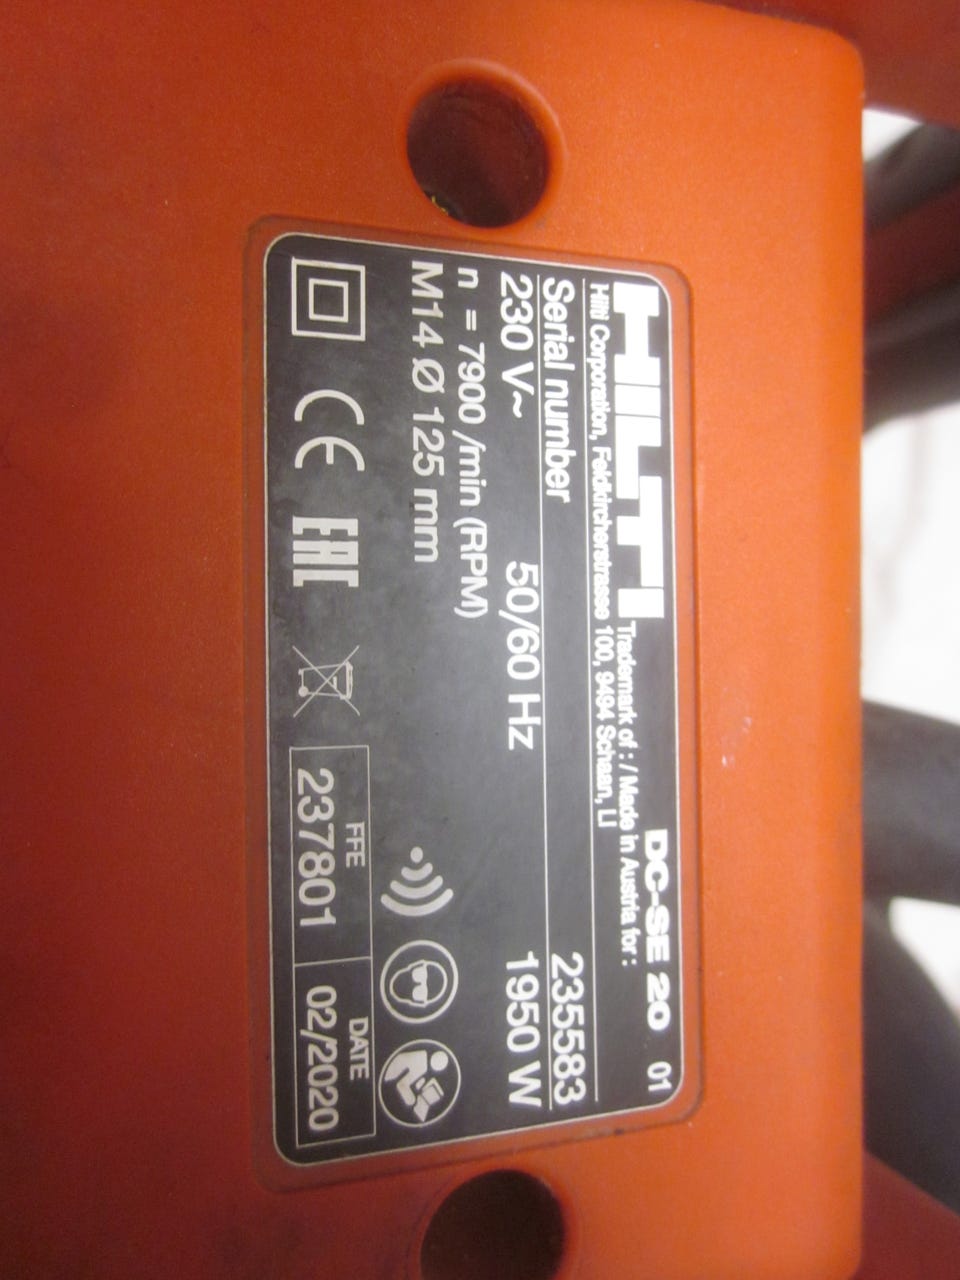 HILTI
DC-SE 20 01
Trademark of : / Made in Austria for :
Hilti Corporation, Feldkircherstrasse 100, 9494 Schaan, LI
Serial number 235583
230 V~ 50/60 Hz 1950 W
n = 7900 /min (RPM)
M14 Ø 125 mm
CE EAC
FFE DATE
237801 02/2020